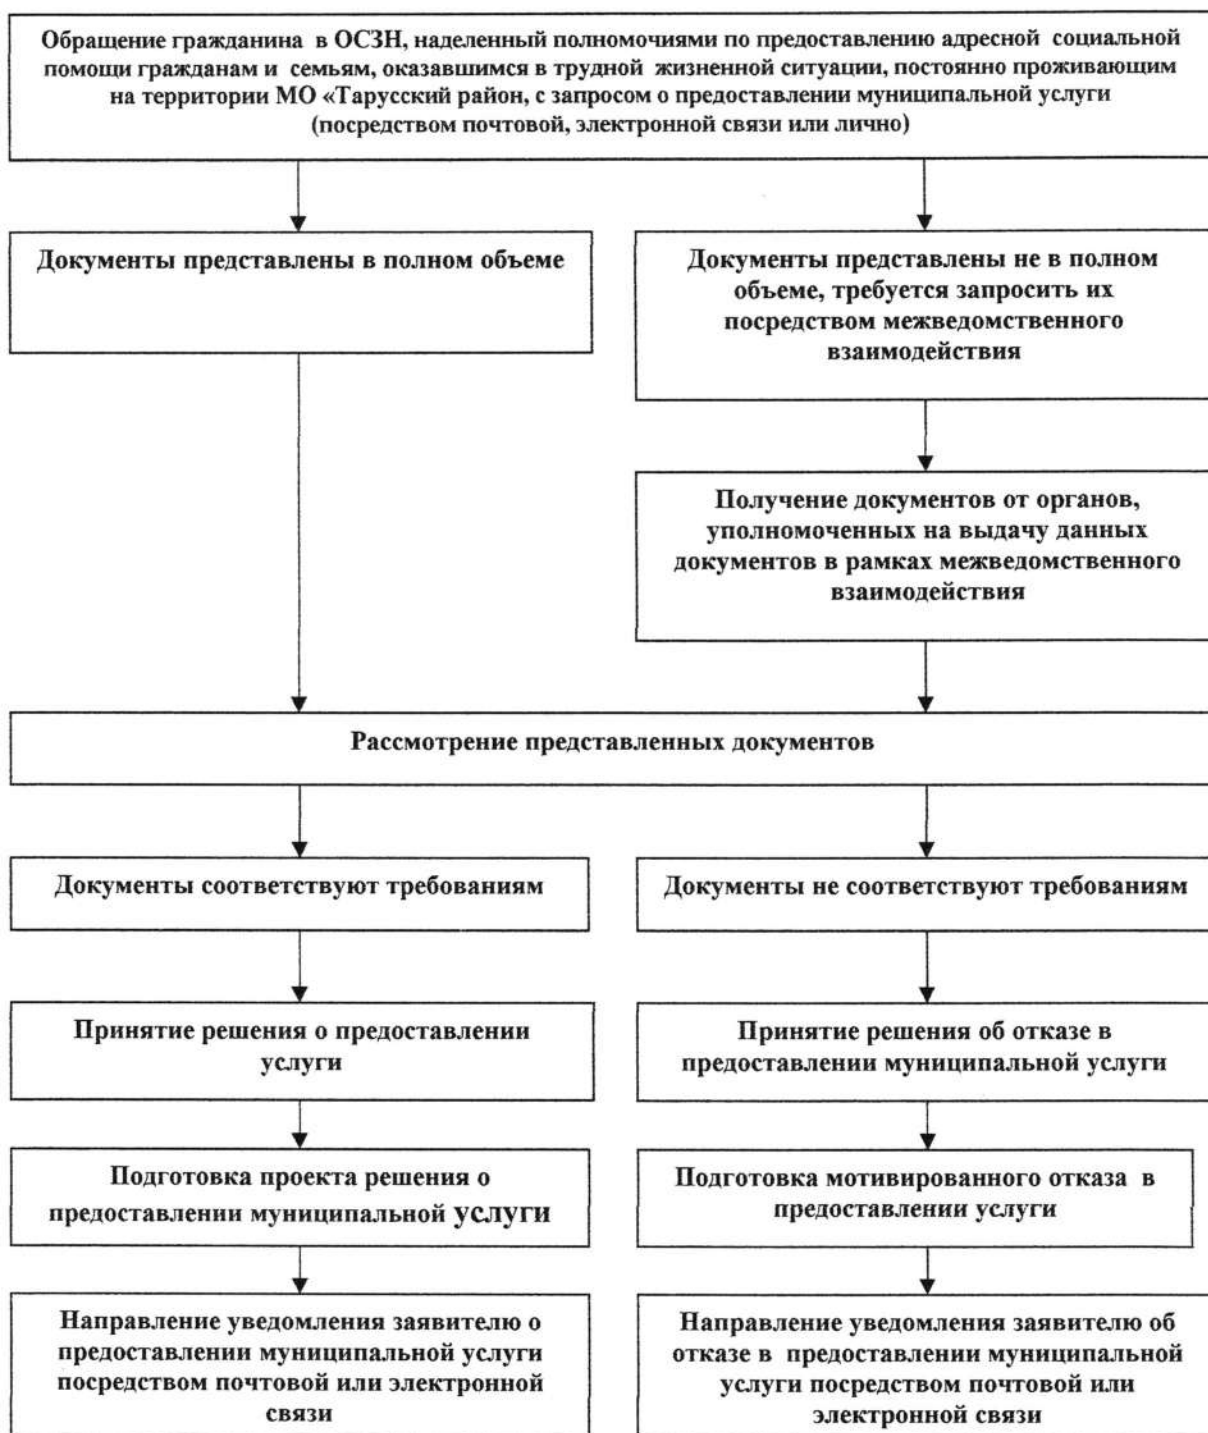 Обращение гражданина в ОСЗН, наделенный полномочиями по предоставлению адресной социальной
помощи гражданам и семьям, оказавшимся в трудной жизненной ситуации, постоянно проживающим
на территории МО «Тарусский район, с запросом о предоставлении муниципальной услуги
(посредством почтовой, электронной связи или лично)
Документы представлены в полном объеме
Документы представлены не в полном
объеме, требуется запросить их
посредством межведомственного
взаимодействия
Получение документов от органов,
уполномоченных на выдачу данных
документов в рамках межведомственного
взаимодействия
Рассмотрение представленных документов
Документы соответствуют требованиям
Документы не соответствуют требованиям
Принятие решения о предоставлении
услуги
Принятие решения об отказе в
предоставлении муниципальной услуги
Подготовка проекта решения о
предоставлении муниципальной услуги
Подготовка мотивированного отказа в
предоставлении услуги
Направление уведомления заявителю о
предоставлении муниципальной услуги
посредством почтовой или электронной
связи
Направление уведомления заявителю об
отказе в предоставлении муниципальной
услуги посредством почтовой или
электронной связи